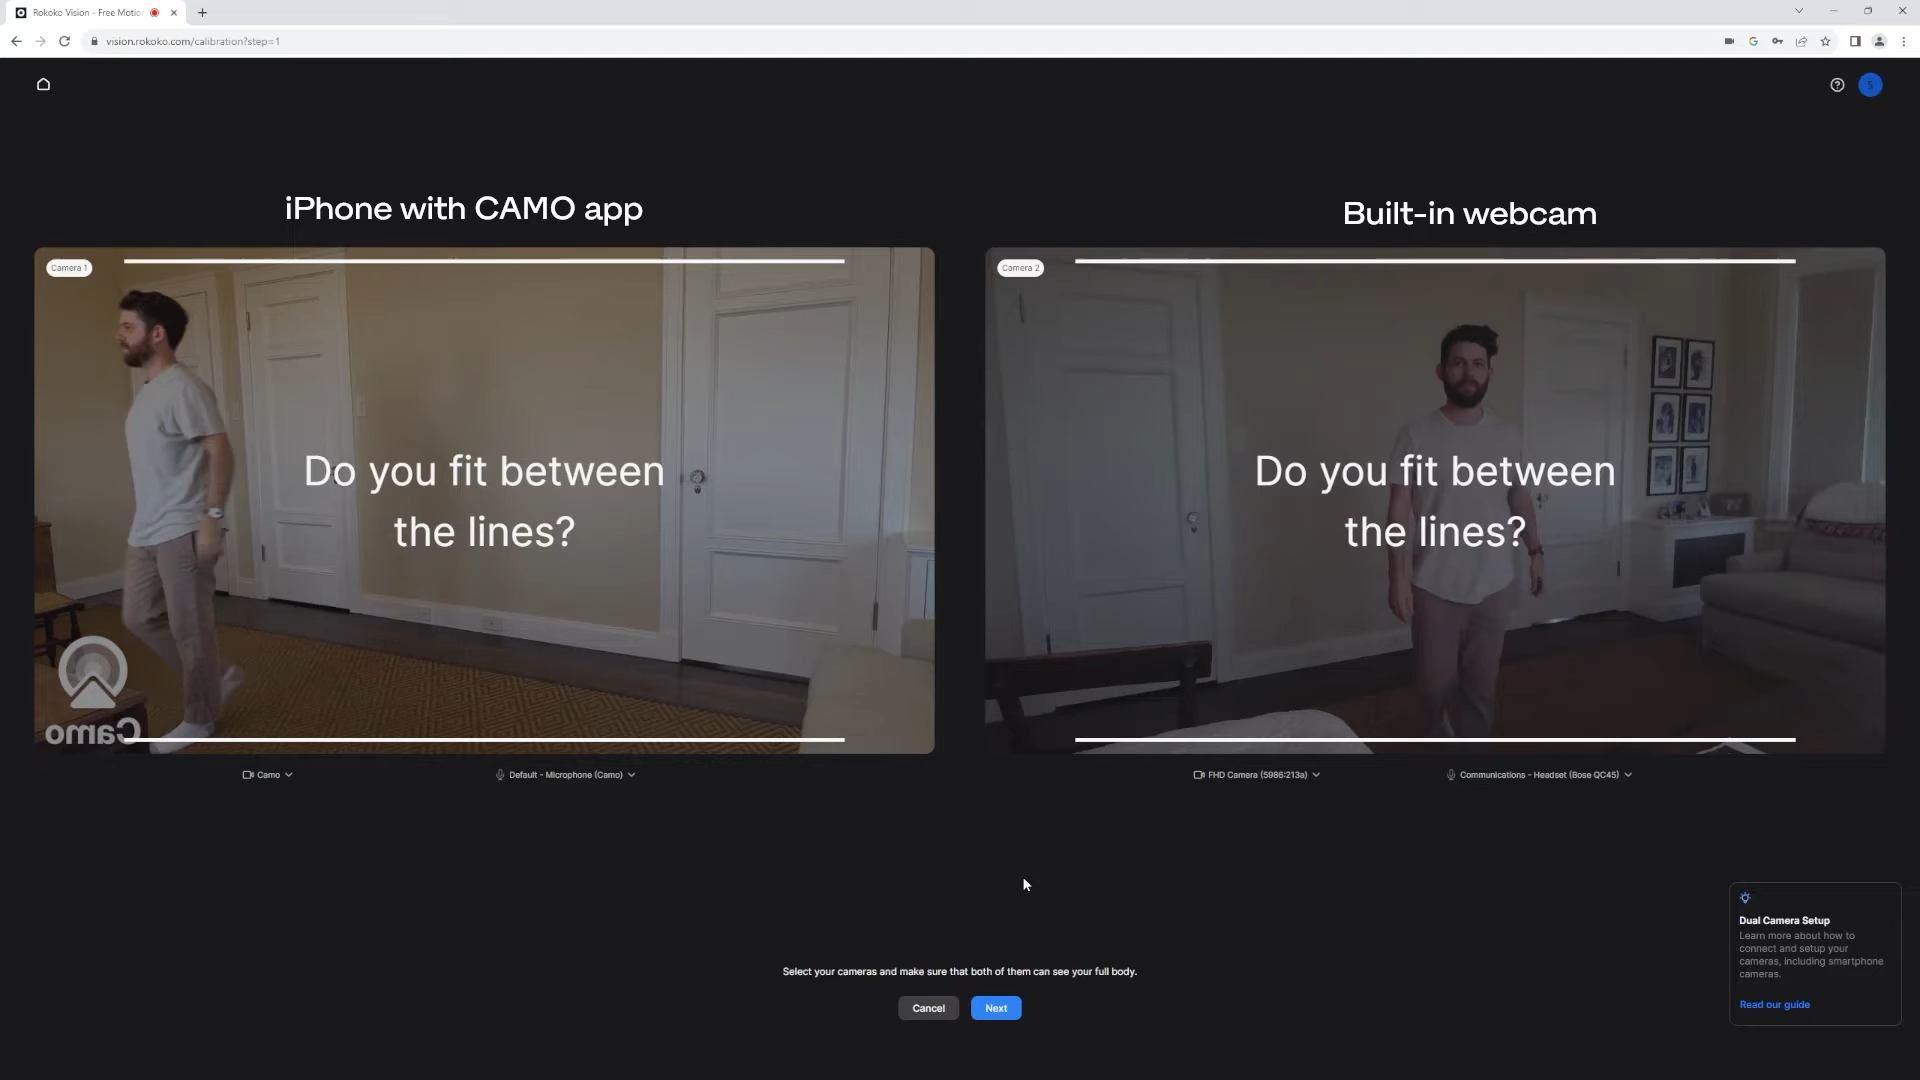 Rokoko Vision - Free Motio
vision.rokoko.com/calibration?step=1
S
iPhone with CAMO app
Built-in webcam
Camera 1
Camera 2
Do you fit between
the lines?
Do you fit between
the lines?
Camo
Camo
Default - Microphone (Camo)
FHD Camera (5986:213a)
Communications - Headset (Bose QC45)
Dual Camera Setup
Learn more about how to
connect and setup your
cameras, including smartphone
cameras.
Read our guide
Select your cameras and make sure that both of them can see your full body.
Cancel
Next